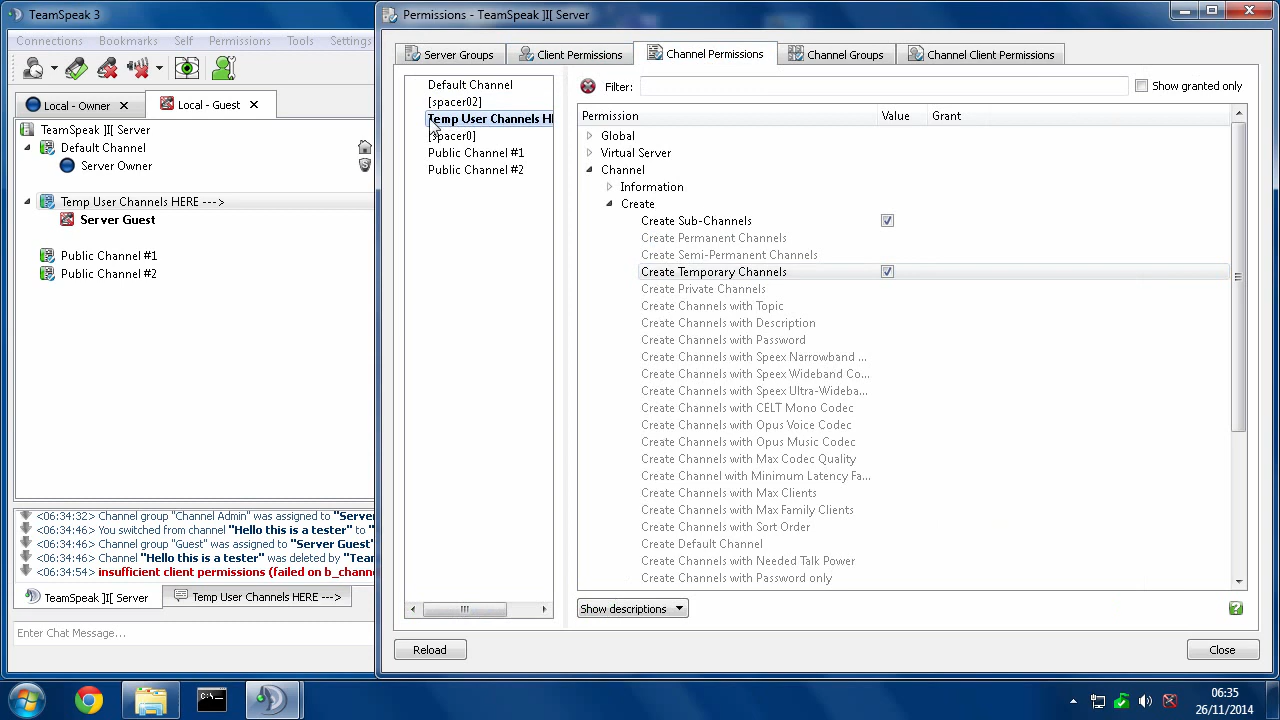 TeamSpeak 3
Connections Bookmarks Self Permissions Tools Settings
Local - Owner
Local - Guest
TeamSpeak ]I[ Server
Default Channel
Server Owner
Temp User Channels HERE --->
Server Guest
Public Channel #1
Public Channel #2
<06:34:32> Channel group "Channel Admin" was assigned to "Server
<06:34:46> You switched from channel "Hello this is a tester" to "
<06:34:46> Channel group "Guest" was assigned to "Server Guest"
<06:34:46> Channel "Hello this is a tester" was deleted by "Team
<06:34:54> insufficient client permissions (failed on b_channe
TeamSpeak ]I[ Server
Temp User Channels HERE --->
Enter Chat Message...
Permissions - TeamSpeak ]I[ Server
Server Groups
Client Permissions
Channel Permissions
Channel Groups
Channel Client Permissions
Default Channel
[spacer02]
Temp User Channels HE
[spacer0]
Public Channel #1
Public Channel #2
Filter:
Show granted only
Permission Value Grant
Global
Virtual Server
Channel
Information
Create
Create Sub-Channels
Create Permanent Channels
Create Semi-Permanent Channels
Create Temporary Channels
Create Private Channels
Create Channels with Topic
Create Channels with Description
Create Channels with Password
Create Channels with Speex Narrowband ...
Create Channels with Speex Wideband Co...
Create Channels with Speex Ultra-Wideba...
Create Channels with CELT Mono Codec
Create Channels with Opus Voice Codec
Create Channels with Opus Music Codec
Create Channels with Max Codec Quality
Create Channel with Minimum Latency Fa...
Create Channels with Max Clients
Create Channels with Max Family Clients
Create Channels with Sort Order
Create Default Channel
Create Channels with Needed Talk Power
Create Channels with Password only
Show descriptions
Reload
Close
06:35
26/11/2014